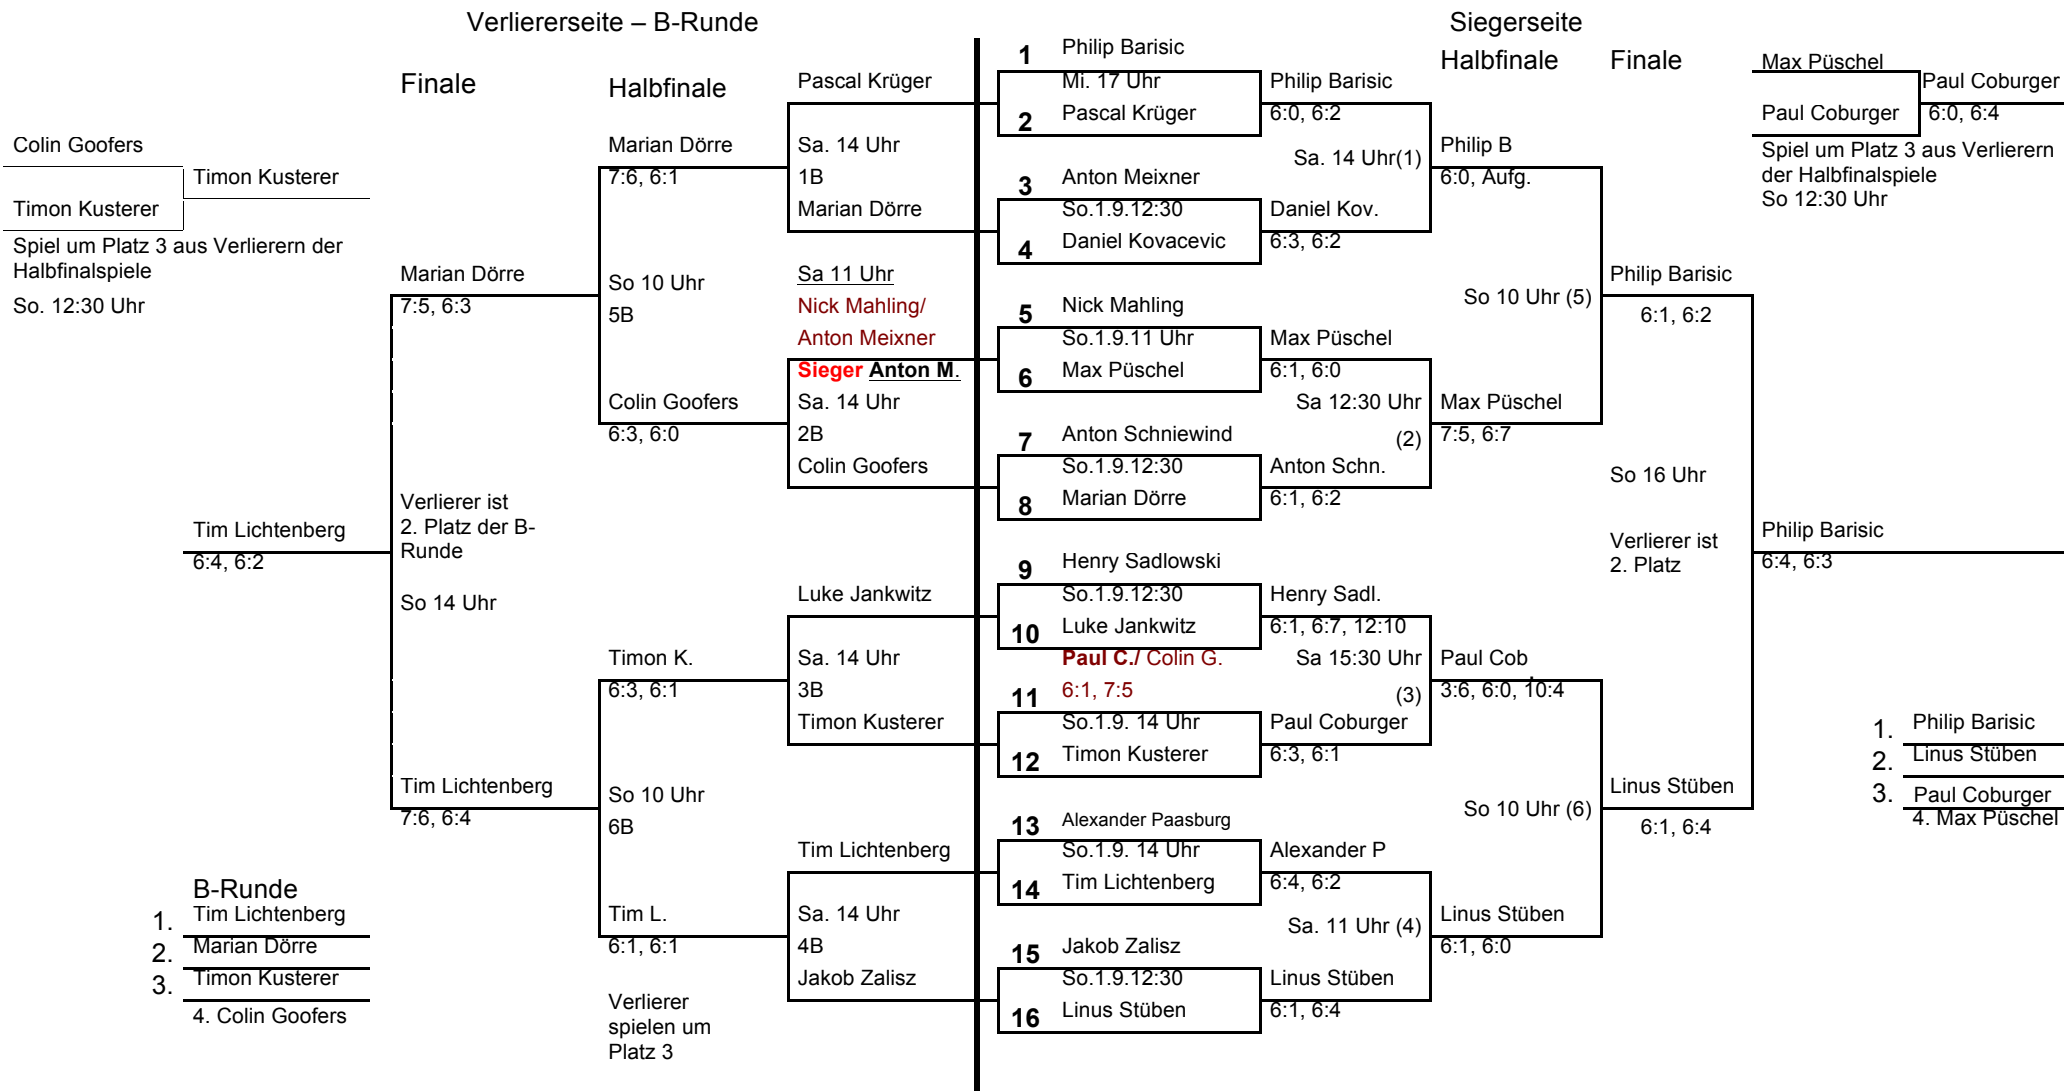 Verliererseite – B-Runde
Finale
Halbfinale
Colin Goofers
Timon Kusterer
Timon Kusterer
Spiel um Platz 3 aus Verlierern der
Halbfinalspiele
So. 12:30 Uhr
Tim Lichtenberg
6:4, 6:2
B-Runde
1. Tim Lichtenberg
2. Marian Dörre
3. Timon Kusterer
4. Colin Goofers
Marian Dörre
7:5, 6:3
Verlierer ist
2. Platz der B-
Runde
So 14 Uhr
Tim Lichtenberg
7:6, 6:4
Marian Dörre
7:6, 6:1
So 10 Uhr
5B
Colin Goofers
6:3, 6:0
Timon K.
6:3, 6:1
So 10 Uhr
6B
Tim L.
6:1, 6:1
Verlierer
spielen um
Platz 3
Pascal Krüger
Sa. 14 Uhr
1B
Marian Dörre
Sa 11 Uhr
Nick Mahling/
Anton Meixner
Sieger Anton M.
Sa. 14 Uhr
2B
Colin Goofers
Luke Jankwitz
Sa. 14 Uhr
3B
Timon Kusterer
Tim Lichtenberg
Sa. 14 Uhr
4B
Jakob Zalisz
Siegerseite
Halbfinale
Finale
1 Philip Barisic
Mi. 17 Uhr
2 Pascal Krüger
3 Anton Meixner
So.1.9.12:30
4 Daniel Kovacevic
5 Nick Mahling
So.1.9.11 Uhr
6 Max Püschel
7 Anton Schniewind
So.1.9.12:30
8 Marian Dörre
9 Henry Sadlowski
So.1.9.12:30
10 Luke Jankwitz
Paul C./ Colin G.
11 6:1, 7:5
So.1.9. 14 Uhr
12 Timon Kusterer
13 Alexander Paasburg
So.1.9. 14 Uhr
14 Tim Lichtenberg
15 Jakob Zalisz
So.1.9.12:30
16 Linus Stüben
Philip Barisic
6:0, 6:2
Sa. 14 Uhr(1)
Daniel Kov.
6:3, 6:2
Max Püschel
6:1, 6:0
Sa 12:30 Uhr
(2)
Anton Schn.
6:1, 6:2
Henry Sadl.
6:1, 6:7, 12:10
Sa 15:30 Uhr
(3)
Paul Coburger
6:3, 6:1
Alexander P
6:4, 6:2
Sa. 11 Uhr (4)
Linus Stüben
6:1, 6:4
Philip B
6:0, Aufg.
So 10 Uhr (5)
Max Püschel
7:5, 6:7
Paul Cob.
3:6, 6:0, 10:4
So 10 Uhr (6)
Linus Stüben
6:1, 6:0
Philip Barisic
6:1, 6:2
So 16 Uhr
Verlierer ist
2. Platz
Linus Stüben
6:1, 6:4
Max Püschel
Paul Coburger
Paul Coburger
6:0, 6:4
Spiel um Platz 3 aus Verlierern
der Halbfinalspiele
So 12:30 Uhr
Philip Barisic
6:4, 6:3
1. Philip Barisic
2. Linus Stüben
3. Paul Coburger
4. Max Püschel